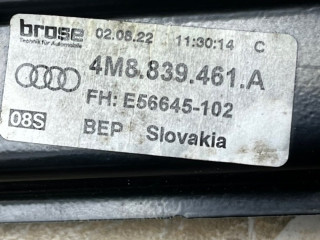 brose 02.08.22 11:30:14 C
Technik für Automobile
4M8.839.461.A
FH: E56645-102
08S BEP Slovakia